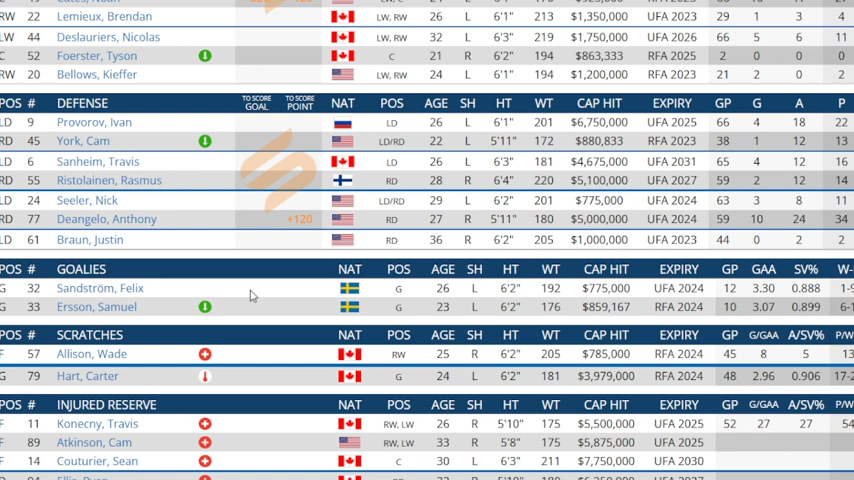 RW 22 Lemieux, Brendan LW, RW 26 L 6'1" 213 $1,350,000 UFA 2023 29 1 3 4
LW 44 Deslauriers, Nicolas LW, RW 32 L 6'3" 219 $1,750,000 UFA 2026 66 5 6 11
C 52 Foerster, Tyson C 21 R 6'2" 194 $863,333 RFA 2025 2 0 0 0
RW 20 Bellows, Kieffer LW, RW 24 L 6'1" 194 $1,200,000 RFA 2023 21 2 0 2
POS # DEFENSE TO SCORE GOAL TO SCORE POINT NAT POS AGE SH HT WT CAP HIT EXPIRY GP G A P
LD 9 Provorov, Ivan LD 26 L 6'1" 201 $6,750,000 UFA 2025 66 4 18 22
RD 45 York, Cam LD/RD 22 L 5'11" 172 $880,833 RFA 2024 38 1 12 13
LD 6 Sanheim, Travis LD 26 L 6'3" 181 $4,675,000 UFA 2031 65 4 12 16
RD 55 Ristolainen, Rasmus RD 28 R 6'4" 220 $5,100,000 UFA 2027 59 2 12 14
LD 24 Seeler, Nick LD/RD 29 L 6'2" 201 $775,000 UFA 2024 63 3 8 11
RD 77 Deangelo, Anthony +120 RD 27 R 5'11" 180 $5,000,000 UFA 2024 59 10 24 34
LD 61 Braun, Justin RD 36 R 6'2" 205 $1,000,000 UFA 2023 44 0 2 2
POS # GOALIES NAT POS AGE SH HT WT CAP HIT EXPIRY GP GAA SV% W-
G 32 Sandström, Felix G 26 L 6'2" 192 $775,000 UFA 2024 12 3.30 0.888 1-9
G 33 Ersson, Samuel G 23 L 6'2" 176 $859,167 RFA 2024 10 3.07 0.899 6-1
POS # SCRATCHES NAT POS AGE SH HT WT CAP HIT EXPIRY GP G/GAA A/SV% P/W
F 57 Allison, Wade RW 25 R 6'2" 205 $785,000 RFA 2024 45 8 5 13
G 79 Hart, Carter G 24 L 6'2" 181 $3,979,000 RFA 2024 48 2.96 0.906 17-2
POS # INJURED RESERVE NAT POS AGE SH HT WT CAP HIT EXPIRY GP G/GAA A/SV% P/W
F 11 Konecny, Travis RW, LW 26 R 5'10" 175 $5,500,000 UFA 2025 52 27 27 54
F 89 Atkinson, Cam RW, LW 33 R 5'8" 175 $5,875,000 UFA 2025
F 14 Couturier, Sean C 30 L 6'3" 211 $7,750,000 UFA 2030